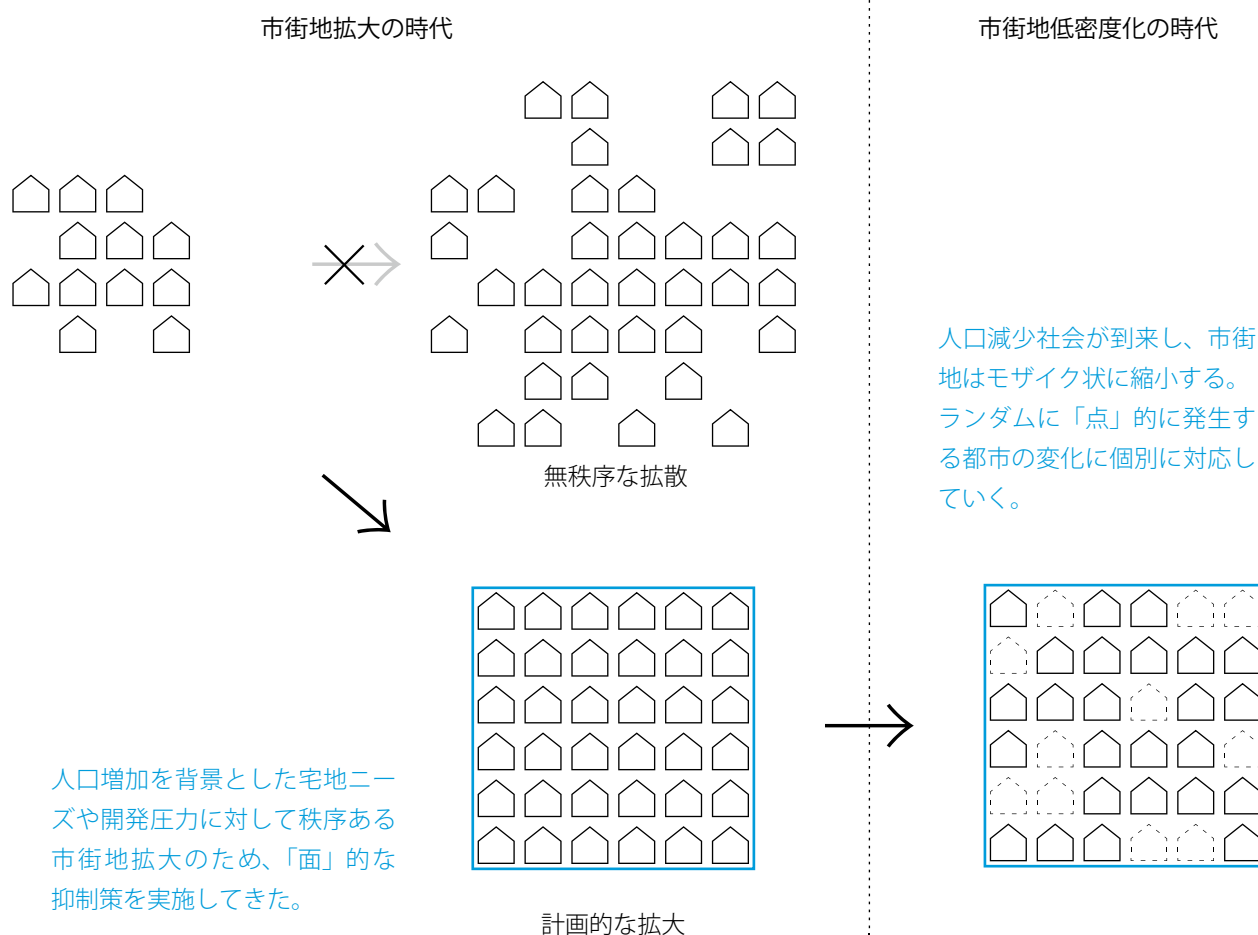 市街地拡大の時代
無秩序な拡散
人口増加を背景とした宅地ニー
ズや開発圧力に対して秩序ある
市街地拡大のため、「面」的な
抑制策を実施してきた。
計画的な拡大
市街地低密度化の時代
人口減少社会が到来し、市街
地はモザイク状に縮小する。
ランダムに「点」的に発生す
る都市の変化に個別に対応し
ていく。